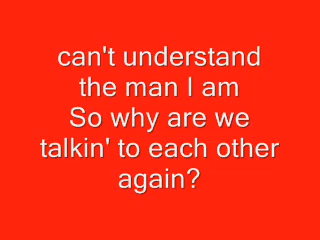 can't understand
the man I am
So why are we
talkin' to each other
again?